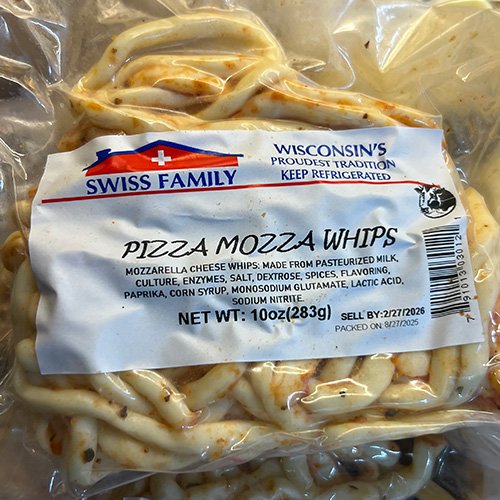 SWISS FAMILY
WISCONSIN'S
PROUDEST TRADITION
KEEP REFRIGERATED
PIZZA MOZZA WHIPS
MOZZARELLA CHEESE WHIPS: MADE FROM PASTEURIZED MILK,
CULTURE, ENZYMES, SALT, DEXTROSE, SPICES, FLAVORING,
PAPRIKA, CORN SYRUP, MONOSODIUM GLUTAMATE, LACTIC ACID,
SODIUM NITRITE.
NET WT: 10oz(283g)
SELL BY:2/27/2026
PACKED ON: 8/27/2025